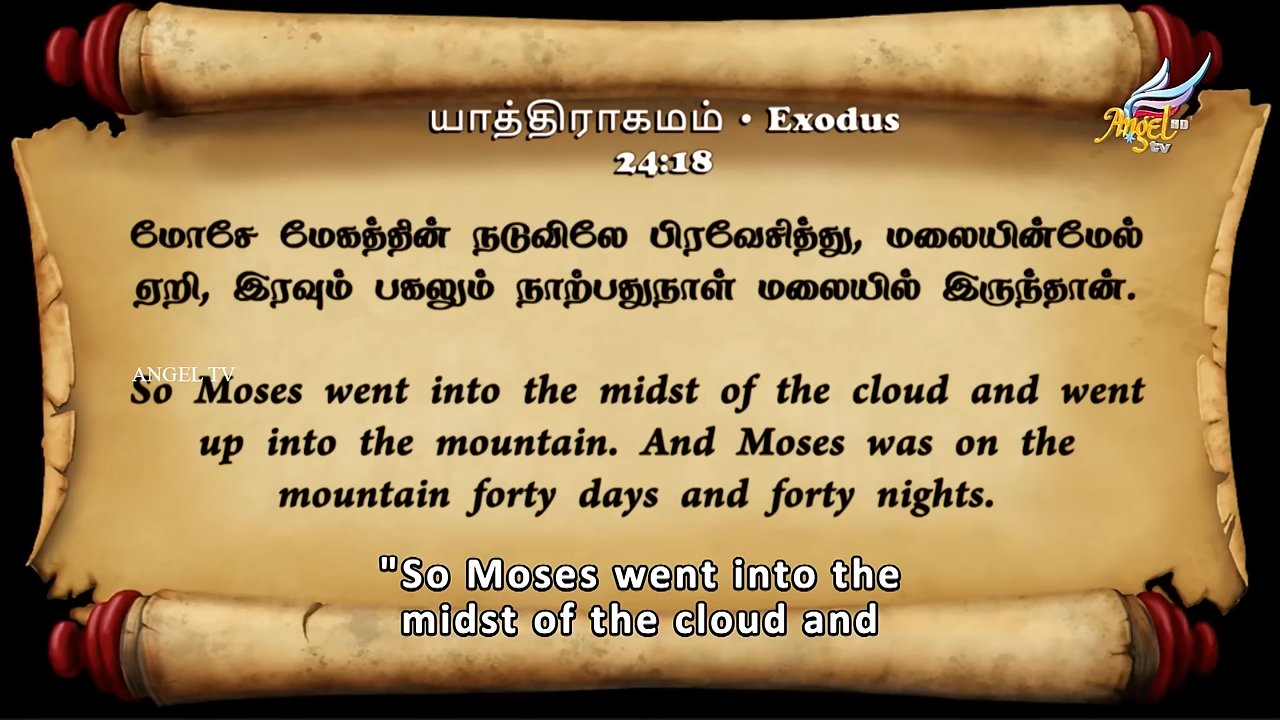 யாத்திராகமம் • Exodus
24:18
Angel HD
tv
மோசே மேகத்தின் நடுவிலே பிரவேசித்து, மலையின்மேல்
ஏறி, இரவும் பகலும் நாற்பதுநாள் மலையில் இருந்தான்.
ANGEL TV
So Moses went into the midst of the cloud and went
up into the mountain. And Moses was on the
mountain forty days and forty nights.
"So Moses went into the
midst of the cloud and